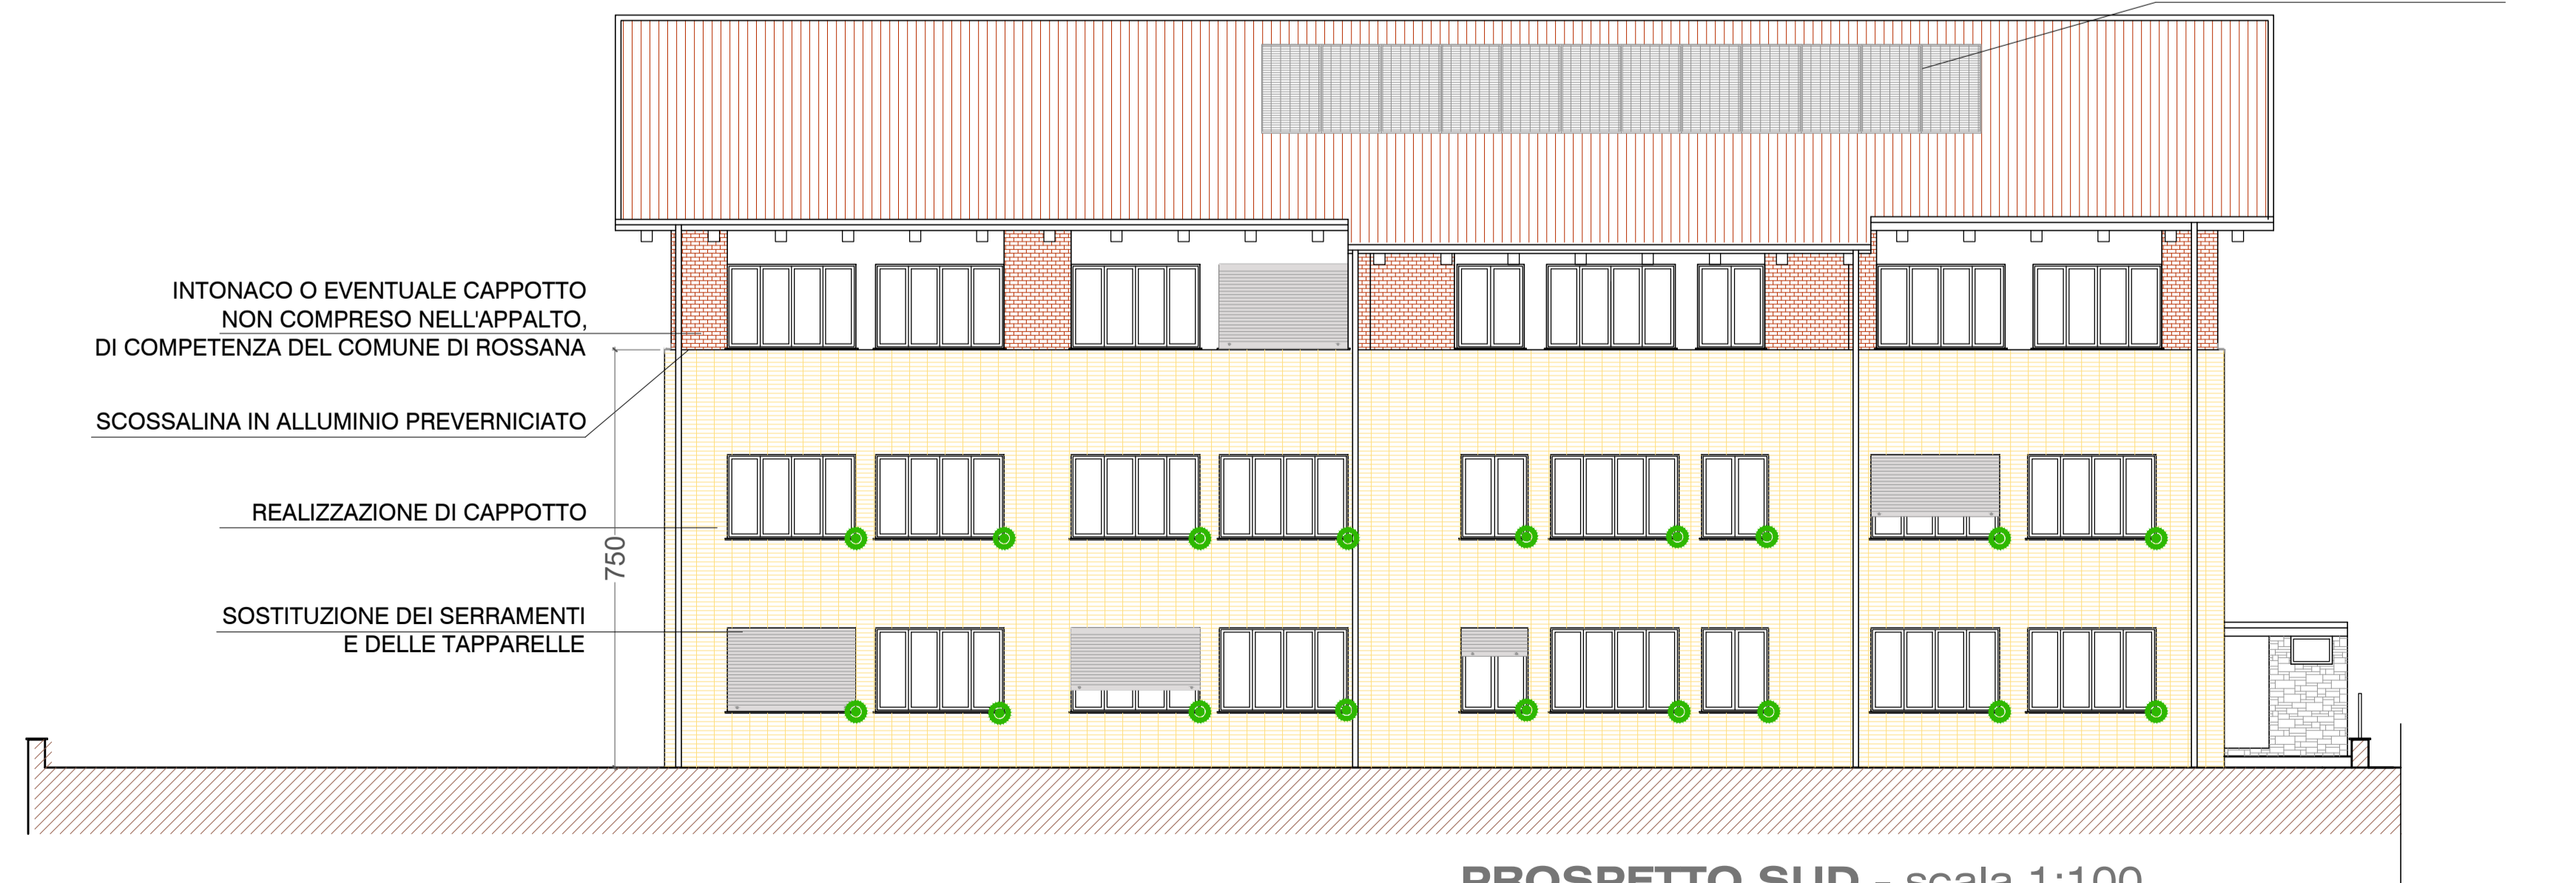 INTONACO O EVENTUALE CAPPOTTO
NON COMPRESO NELL'APPALTO,
DI COMPETENZA DEL COMUNE DI ROSSANA
SCOSSALINA IN ALLUMINIO PREVERNICIATO
REALIZZAZIONE DI CAPPOTTO
750
SOSTITUZIONE DEI SERRAMENTI
E DELLE TAPPARELLE
PROSPETTO SUD - scala 1:100